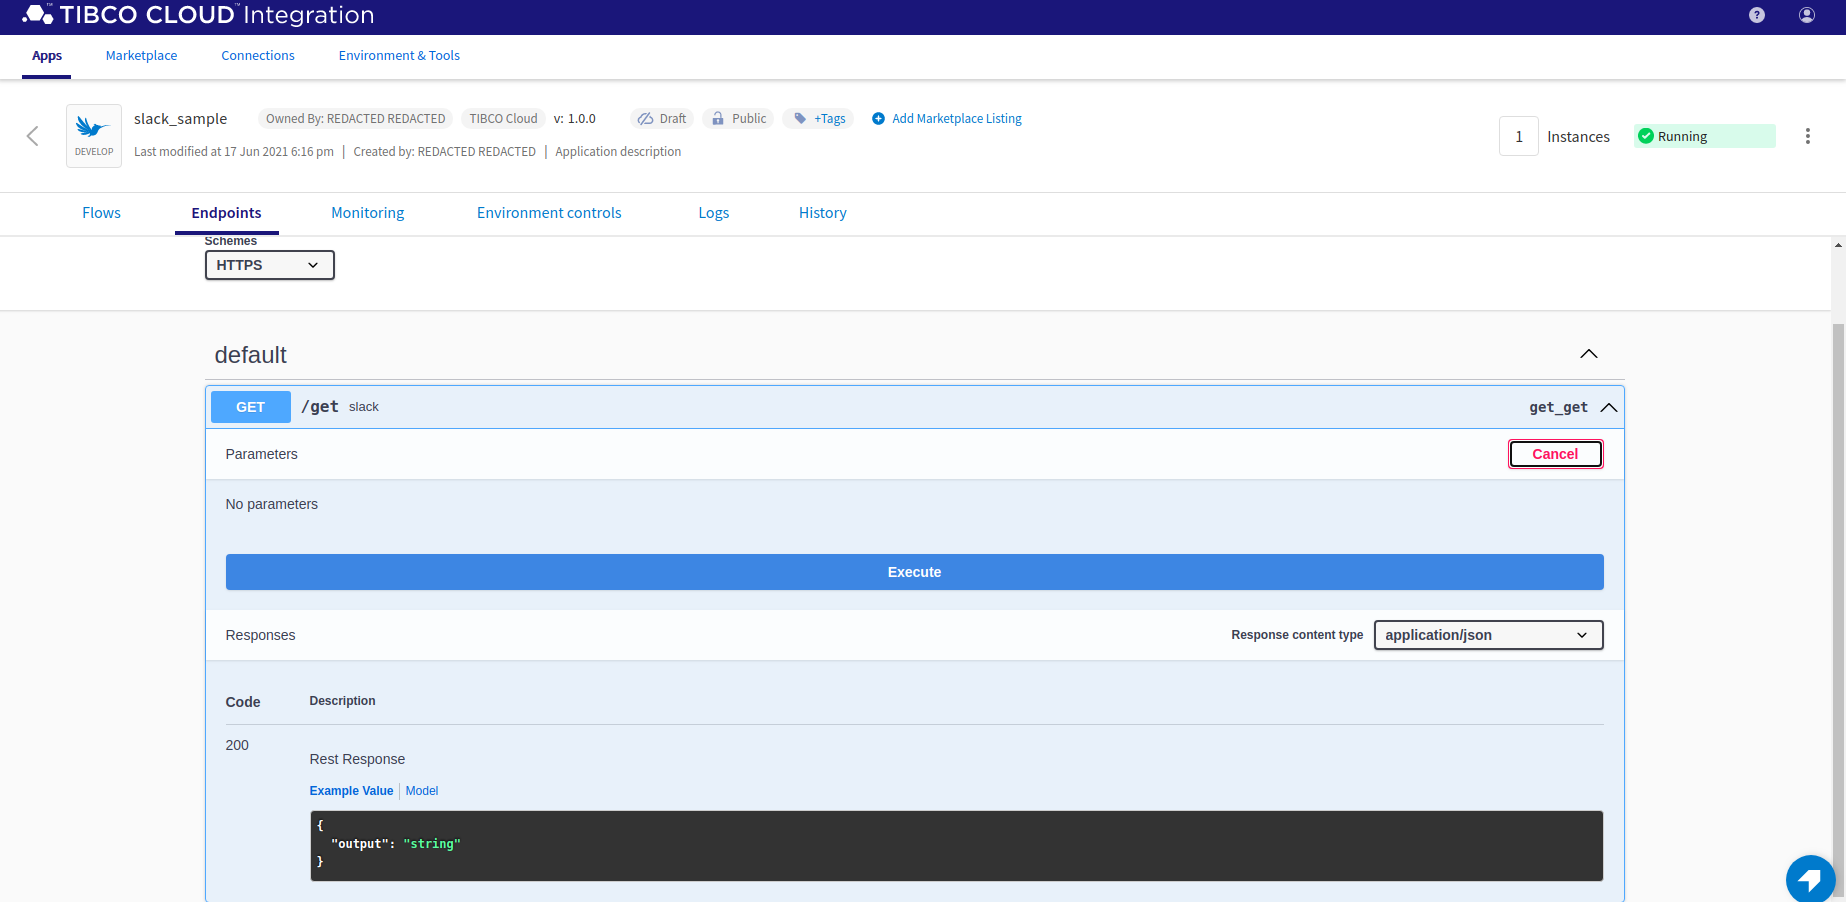 TIBCO CLOUD™ Integration
?
Apps Marketplace Connections Environment & Tools
DEVELOP
slack_sample Owned By: REDACTED REDACTED TIBCO Cloud v: 1.0.0 Draft Public +Tags Add Marketplace Listing
Last modified at 17 Jun 2021 6:16 pm | Created by: REDACTED REDACTED | Application description
1 Instances Running
Flows Endpoints Monitoring Environment controls Logs History
Schemes
HTTPS
default
GET /get slack get_get
Parameters Cancel
No parameters
Execute
Responses Response content type application/json
Code Description
200
Rest Response
Example Value | Model
{
"output": "string"
}